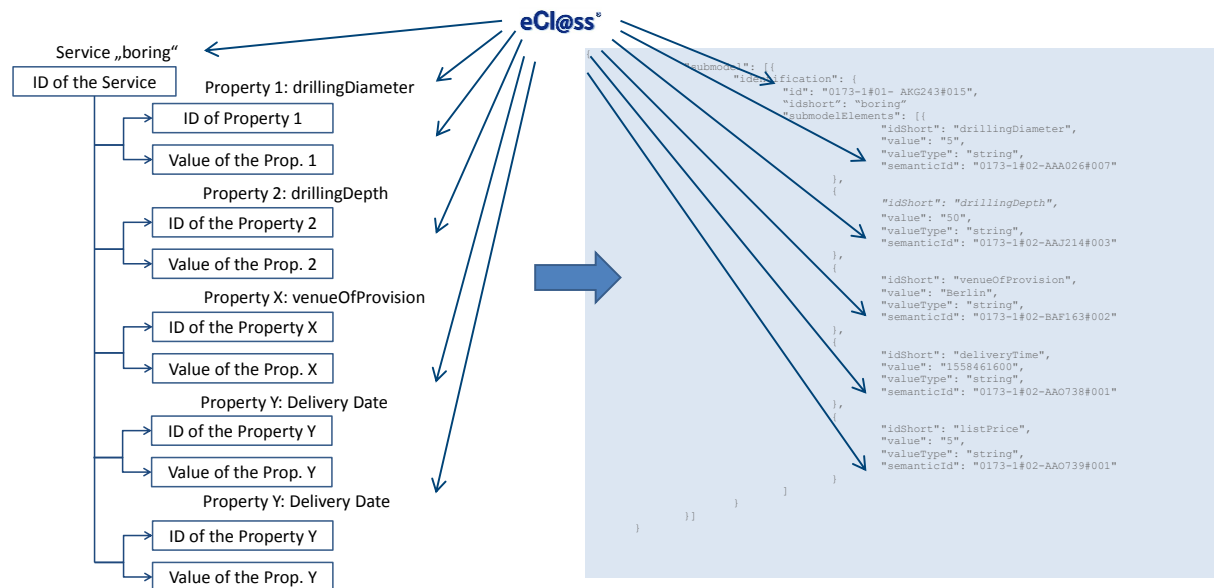 eCl@ss®
Service „boring“
ID of the Service
Property 1: drillingDiameter
ID of Property 1
Value of the Prop. 1
Property 2: drillingDepth
ID of the Property 2
Value of the Prop. 2
Property X: venueOfProvision
ID of the Property X
Value of the Prop. X
Property Y: Delivery Date
ID of the Property Y
Value of the Prop. Y
Property Y: Delivery Date
ID of the Property Y
Value of the Prop. Y
{
"submodel": [{
"identification": {
"id": "0173-1#01- AKG243#015",
"idshort": "boring"
"submodelElements": [{
"idShort": "drillingDiameter",
"value": "5",
"valueType": "string",
"semanticId": "0173-1#02-AAA026#007"
},
{
"idShort": "drillingDepth",
"value": "50",
"valueType": "string",
"semanticId": "0173-1#02-AAJ214#003"
},
{
"idShort": "venueOfProvision",
"value": "Berlin",
"valueType": "string",
"semanticId": "0173-1#02-BAF163#002"
},
{
"idShort": "deliveryTime",
"value": "1558461600",
"valueType": "string",
"semanticId": "0173-1#02-AAO738#001"
},
{
"idShort": "listPrice",
"value": "5",
"valueType": "string",
"semanticId": "0173-1#02-AAO739#001"
}
]
}
}]
}